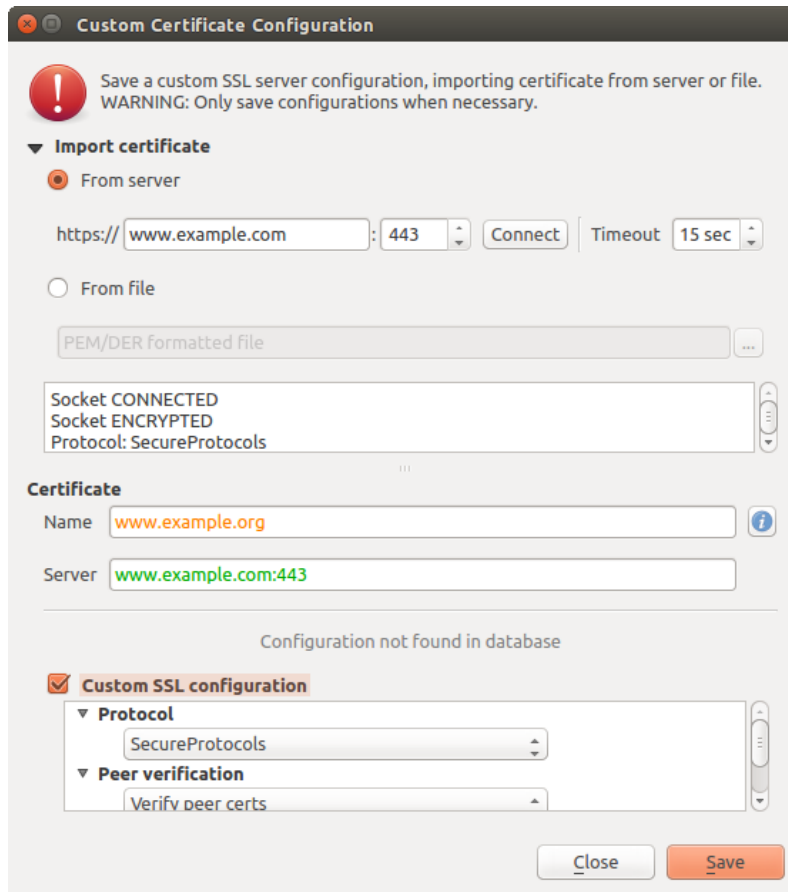 Custom Certificate Configuration
Save a custom SSL server configuration, importing certificate from server or file.
WARNING: Only save configurations when necessary.
Import certificate
From server
https:// www.example.com : 443 Connect Timeout 15 sec
From file
PEM/DER formatted file ...
Socket CONNECTED
Socket ENCRYPTED
Protocol: SecureProtocols
Certificate
Name www.example.org
Server www.example.com:443
Configuration not found in database
Custom SSL configuration
Protocol
SecureProtocols
Peer verification
Verify peer certs
Close Save